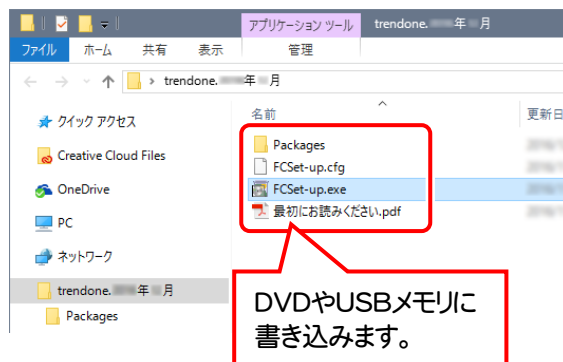 アプリケーション ツール
trendone. 年 月
ファイル ホーム 共有 表示 管理
trendone. 年 月
名前 更新日
クイック アクセス
Creative Cloud Files
OneDrive
PC
ネットワーク
trendone. 年 月
Packages
Packages
FCSet-up.cfg
FCSet-up.exe
最初にお読みください.pdf
DVDやUSBメモリに
書き込みます。